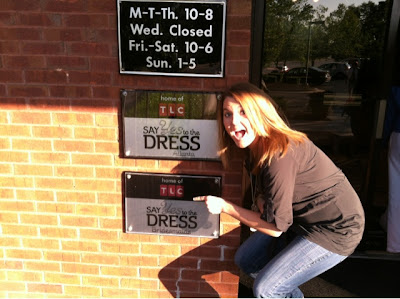 M-T-Th. 10-8
Wed. Closed
Fri.-Sat. 10-6
Sun. 1-5
home of
TLC
SAY Yes TO THE
DRESS
Atlanta
home of
TLC
SAY Yes TO THE
DRESS